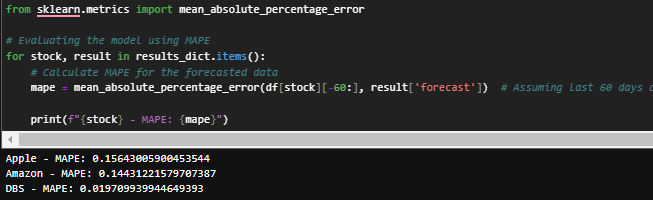 from sklearn.metrics import mean_absolute_percentage_error
# Evaluating the model using MAPE
for stock, result in results_dict.items():
# Calculate MAPE for the forecasted data
mape = mean_absolute_percentage_error(df[stock][-60:], result['forecast']) # Assuming last 60 days
print(f"{stock} - MAPE: {mape}")
Apple - MAPE: 0.15643005900453544
Amazon - MAPE: 0.14431221579707387
DBS - MAPE: 0.019709939944649393